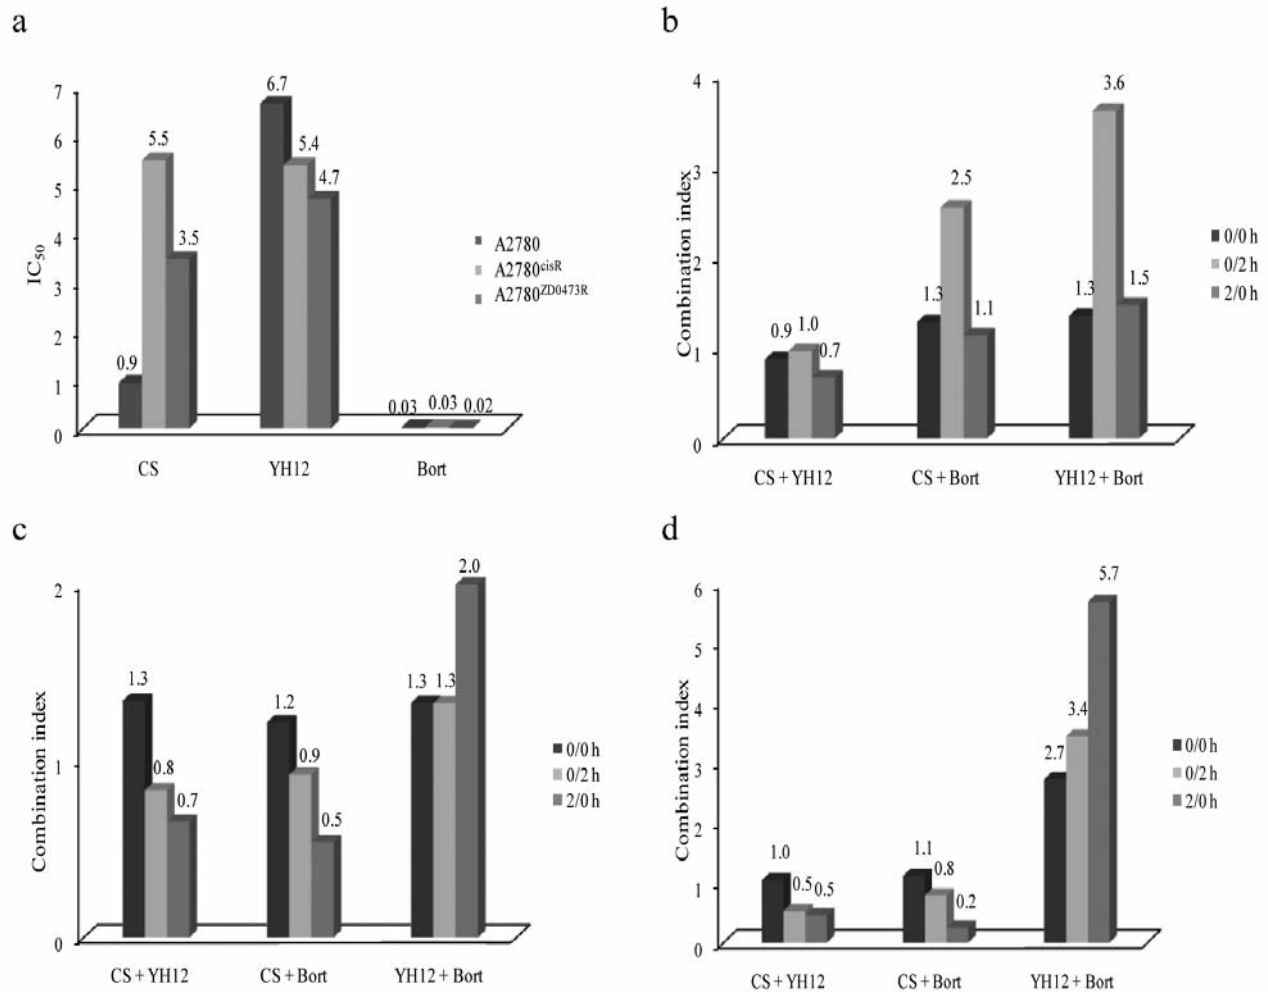 a
7
6
5
4
3
2
1
0
IC50
0.9
5.5
3.5
6.7
5.4
4.7
0.03
0.03
0.02
CS
YH12
Bort
A2780
A2780cisR
A2780ZD0473R
b
4
3
2
1
0
Combination index
0.9
1.0
0.7
1.3
2.5
1.1
1.3
3.6
1.5
CS + YH12
CS + Bort
YH12 + Bort
0/0 h
0/2 h
2/0 h
c
2
1
0
Combination index
1.3
0.8
0.7
1.2
0.9
0.5
1.3
1.3
2.0
CS + YH12
CS + Bort
YH12 + Bort
0/0 h
0/2 h
2/0 h
d
6
5
4
3
2
1
0
Combination index
1.0
0.5
0.5
1.1
0.8
0.2
2.7
3.4
5.7
CS + YH12
CS + Bort
YH12 + Bort
0/0 h
0/2 h
2/0 h